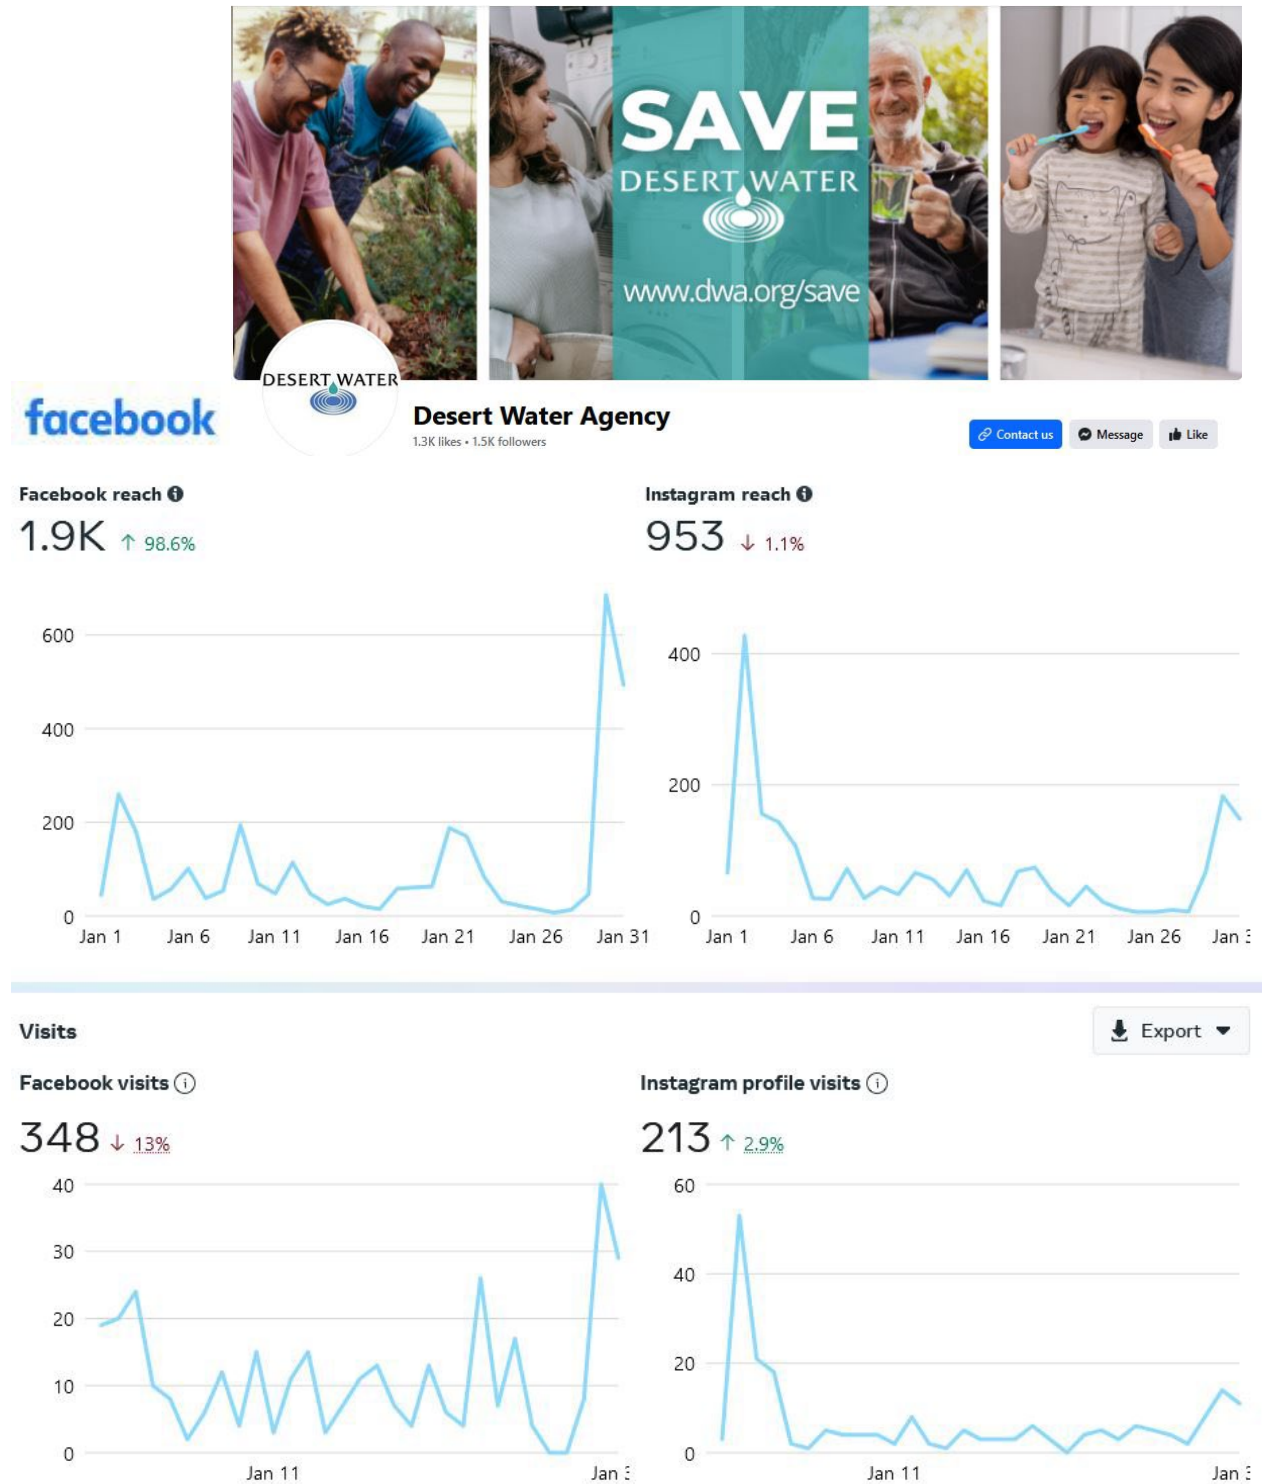 SAVE
DESERT WATER
www.dwa.org/save
DESERT WATER
facebook
Desert Water Agency
1.3K likes • 1.5K followers
Contact us
Message
Like
Facebook reach
1.9K ↑ 98.6%
600
400
200
0
Jan 1 Jan 6 Jan 11 Jan 16 Jan 21 Jan 26 Jan 31
Instagram reach
953 ↓ 1.1%
400
200
0
Jan 1 Jan 6 Jan 11 Jan 16 Jan 21 Jan 26 Jan
Visits
Export
Facebook visits
348 ↓ 13%
40
30
20
10
0
Jan 11 Jan
Instagram profile visits
213 ↑ 2.9%
60
40
20
0
Jan 11 Jan